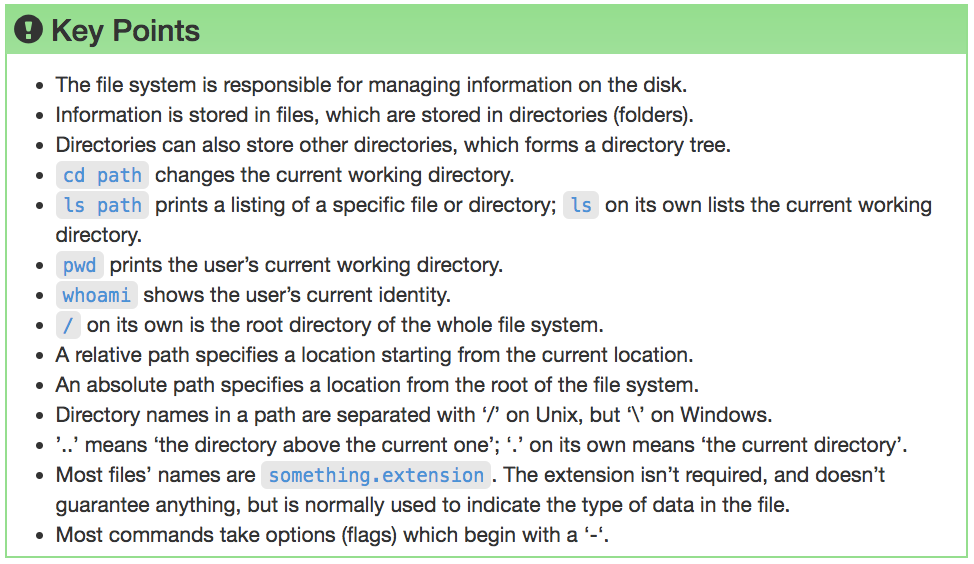 Key Points
The file system is responsible for managing information on the disk.
Information is stored in files, which are stored in directories (folders).
Directories can also store other directories, which forms a directory tree.
cd path changes the current working directory.
ls path prints a listing of a specific file or directory; ls on its own lists the current working
directory.
pwd prints the user’s current working directory.
whoami shows the user’s current identity.
/ on its own is the root directory of the whole file system.
A relative path specifies a location starting from the current location.
An absolute path specifies a location from the root of the file system.
Directory names in a path are separated with ‘/’ on Unix, but ‘\’ on Windows.
’..’ means ‘the directory above the current one’; ‘.’ on its own means ‘the current directory’.
Most files’ names are something.extension. The extension isn’t required, and doesn’t
guarantee anything, but is normally used to indicate the type of data in the file.
Most commands take options (flags) which begin with a ‘-‘.